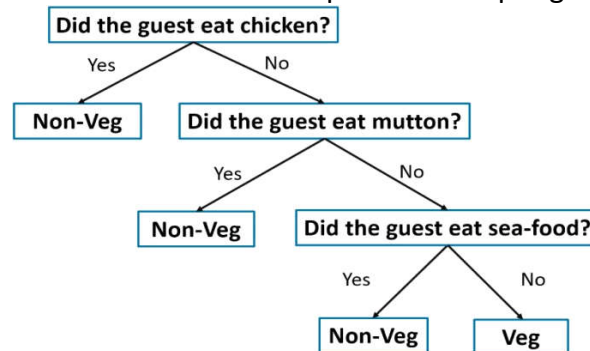 Did the guest eat chicken?
Yes
No
Non-Veg
Did the guest eat mutton?
Yes
No
Non-Veg
Did the guest eat sea-food?
Yes
No
Non-Veg
Veg